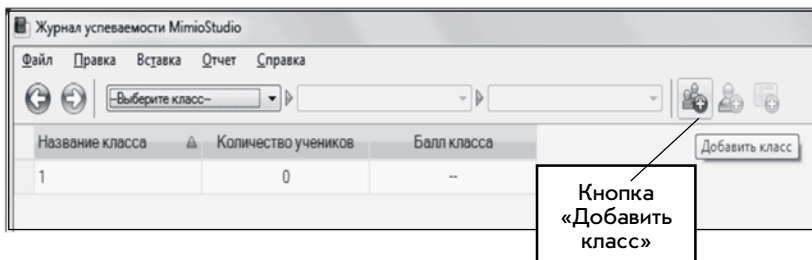 Журнал успеваемости MimioStudio
Файл Правка Вставка Отчет Справка
–Выберите класс–
Добавить класс
Название класса Количество учеников Балл класса
1 0 --
Кнопка
«Добавить
класс»